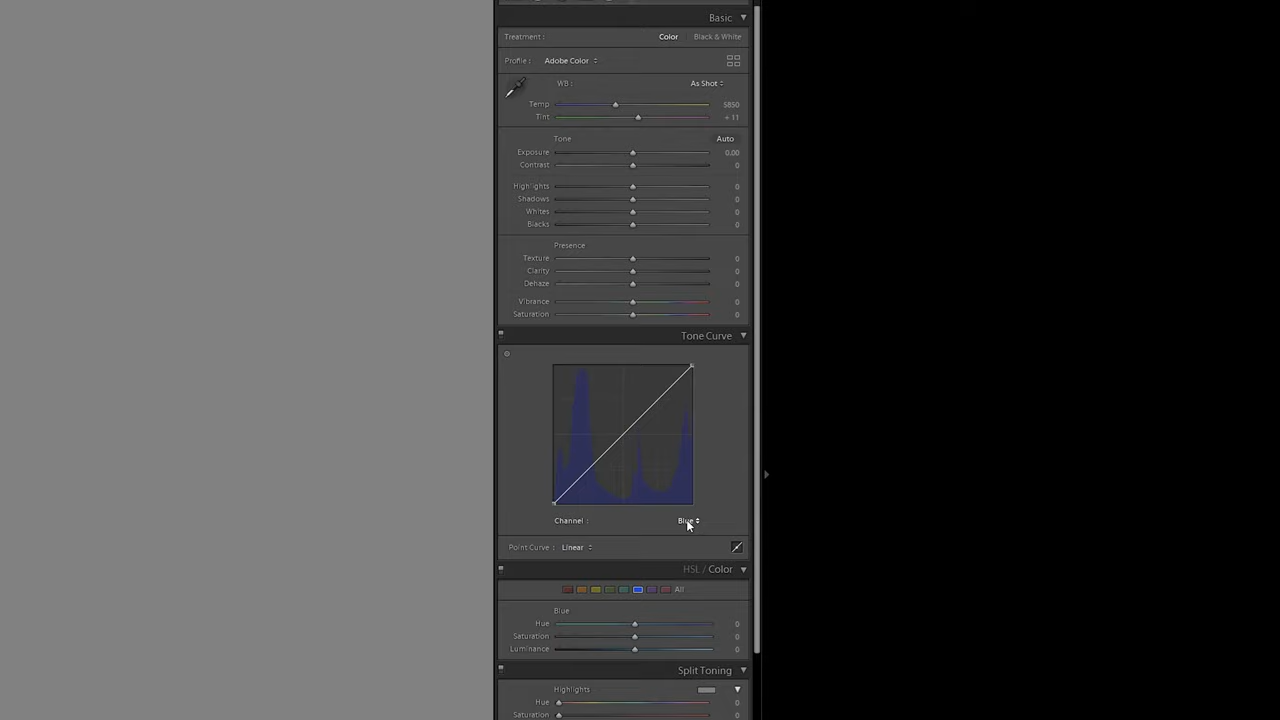 Basic
Treatment : Color Black & White
Profile : Adobe Color
WB : As Shot
Temp 5850
Tint + 11
Tone Auto
Exposure 0.00
Contrast 0
Highlights 0
Shadows 0
Whites 0
Blacks 0
Presence
Texture 0
Clarity 0
Dehaze 0
Vibrance 0
Saturation 0
Tone Curve
Channel : Blue
Point Curve : Linear
HSL / Color
All
Blue
Hue 0
Saturation 0
Luminance 0
Split Toning
Highlights
Hue 0
Saturation 0